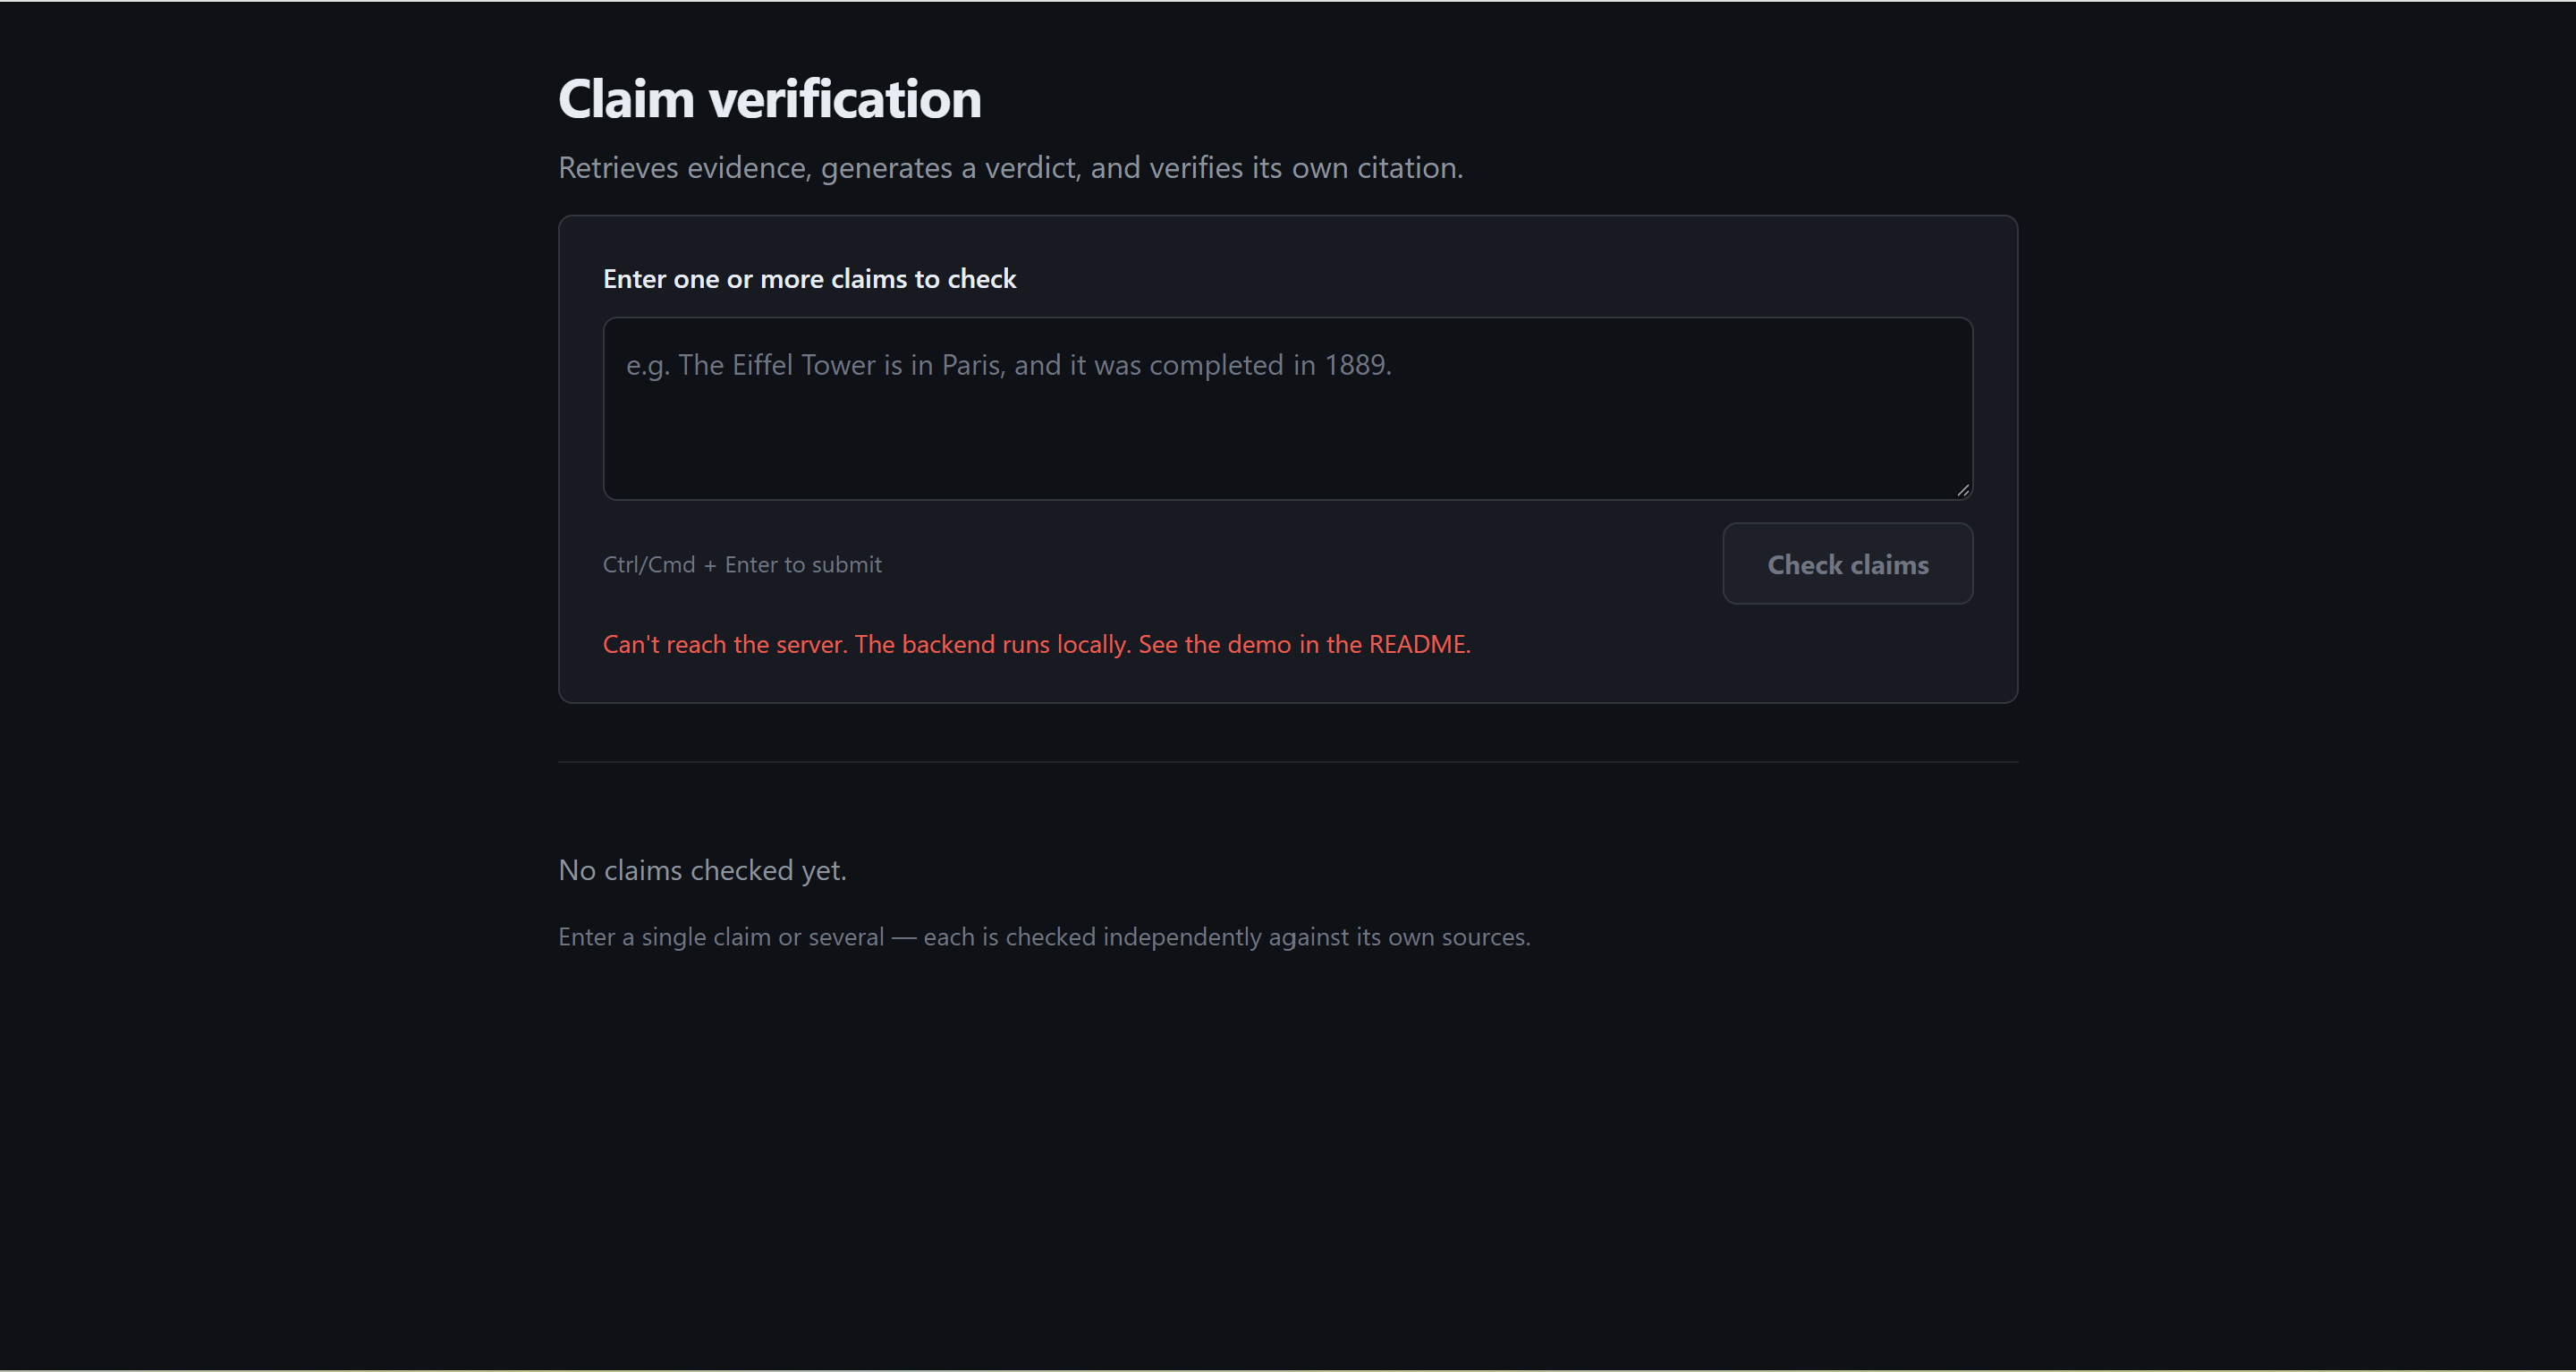 Claim verification
Retrieves evidence, generates a verdict, and verifies its own citation.
Enter one or more claims to check
e.g. The Eiffel Tower is in Paris, and it was completed in 1889.
Ctrl/Cmd + Enter to submit
Check claims
Can't reach the server. The backend runs locally. See the demo in the README.
No claims checked yet.
Enter a single claim or several — each is checked independently against its own sources.